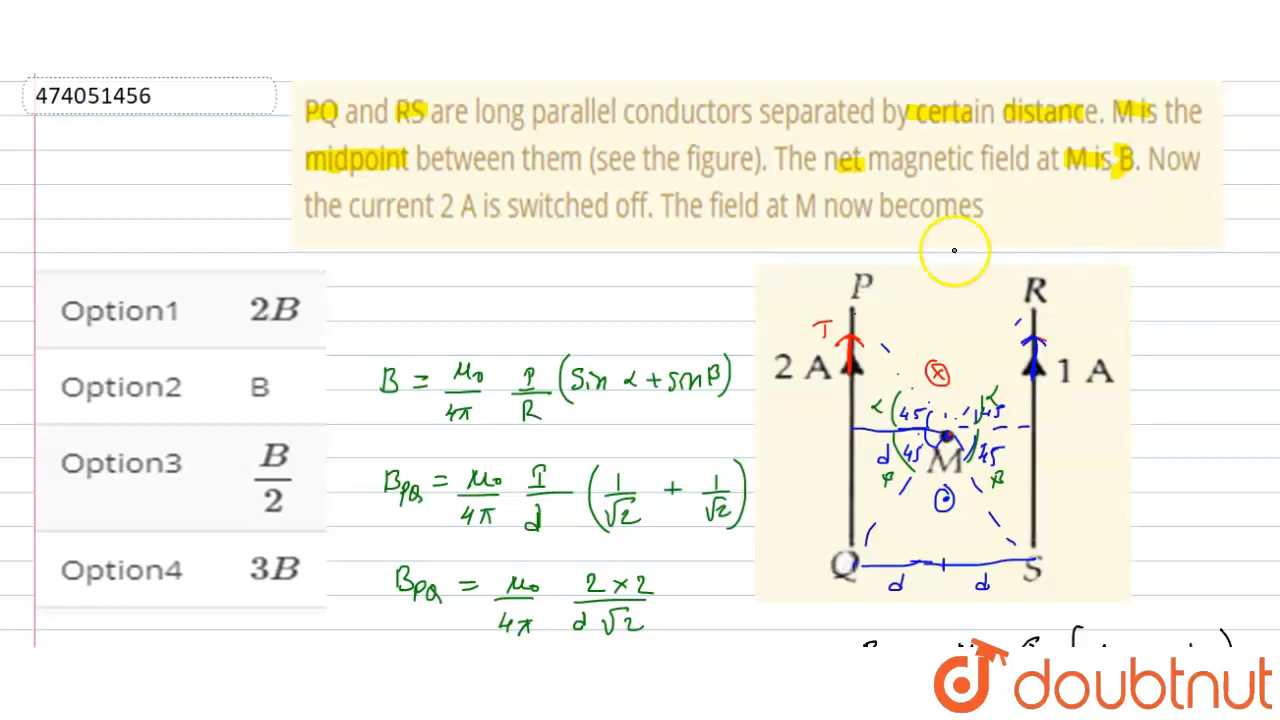 474051456
PQ and RS are long parallel conductors separated by certain distance. M is the
midpoint between them (see the figure). The net magnetic field at M is B. Now
the current 2 A is switched off. The field at M now becomes
Option1 2B
Option2 B
Option3 B/2
Option4 3B
B = μ₀/4π I/R (Sin α + sin β)
B_PQ = μ₀/4π I/d (1/√2 + 1/√2)
B_PQ = μ₀/4π 2×2/d√2
P R
I
2 A 1 A
α 45 45 α
d 45 M 45
β β
Q S
d d
doubtnut